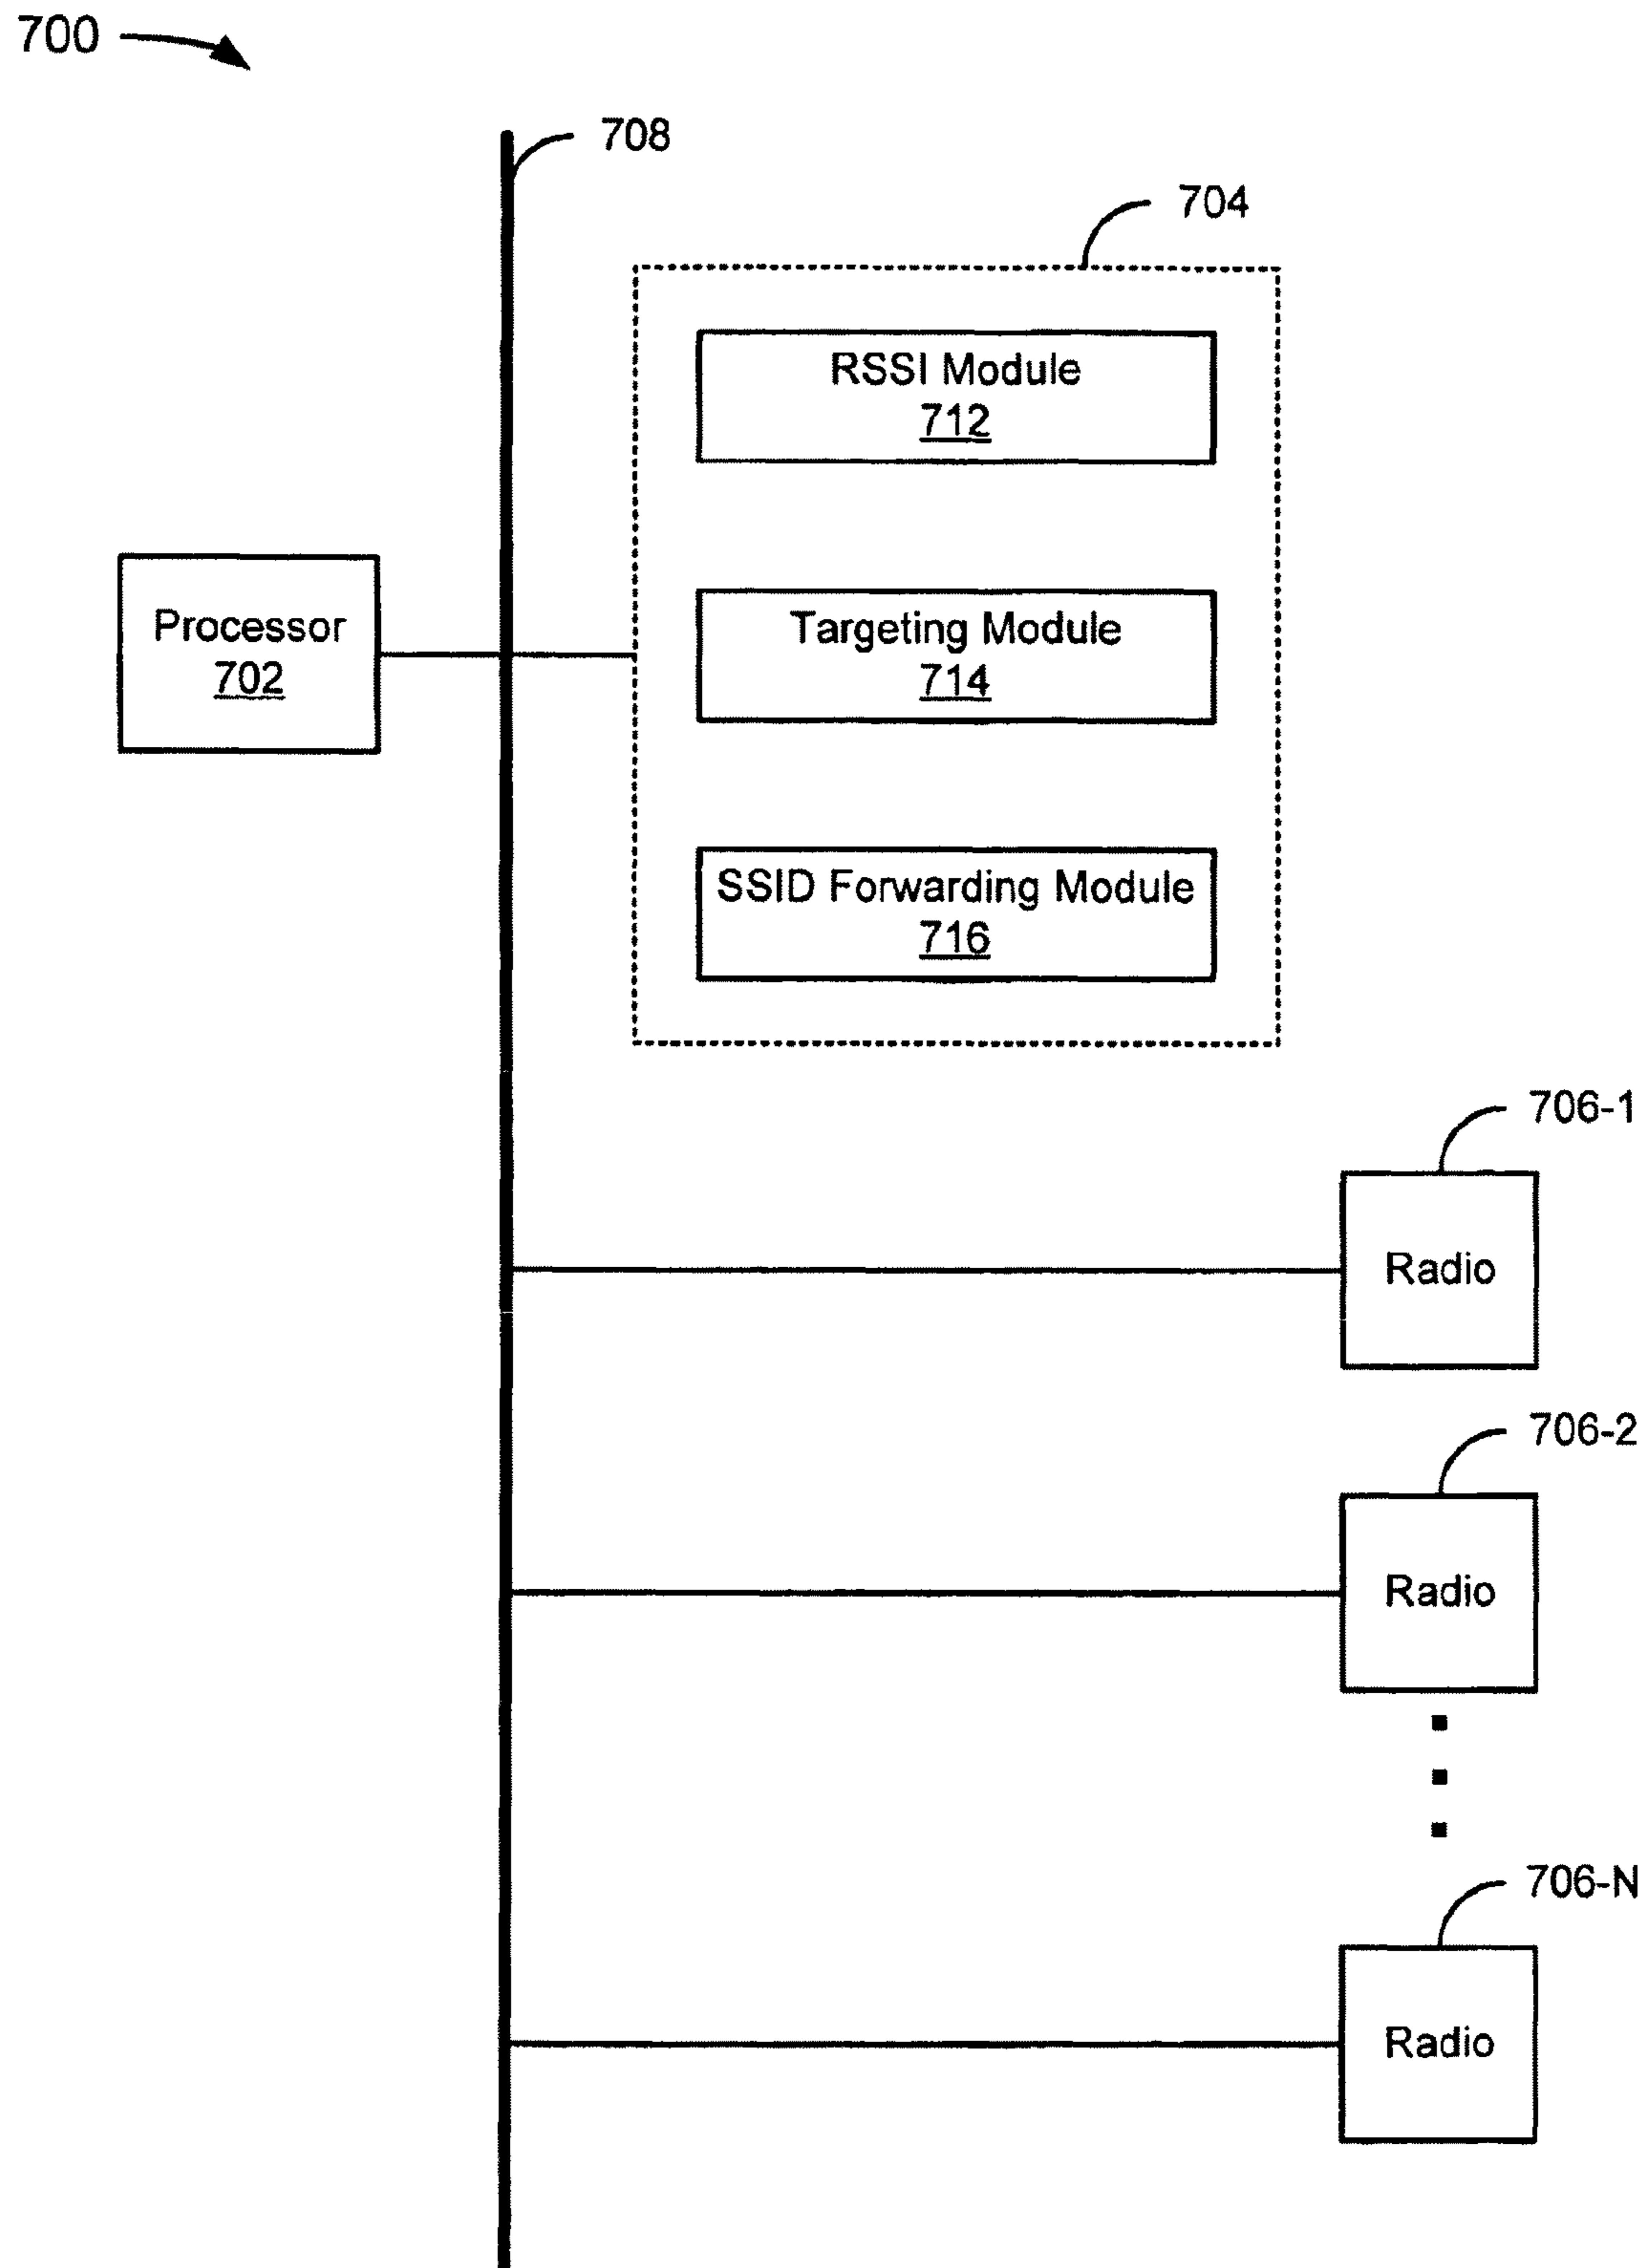 700
708
704
RSSI Module
712
Processor
702
Targeting Module
714
SSID Forwarding Module
716
706-1
Radio
706-2
Radio
706-N
Radio